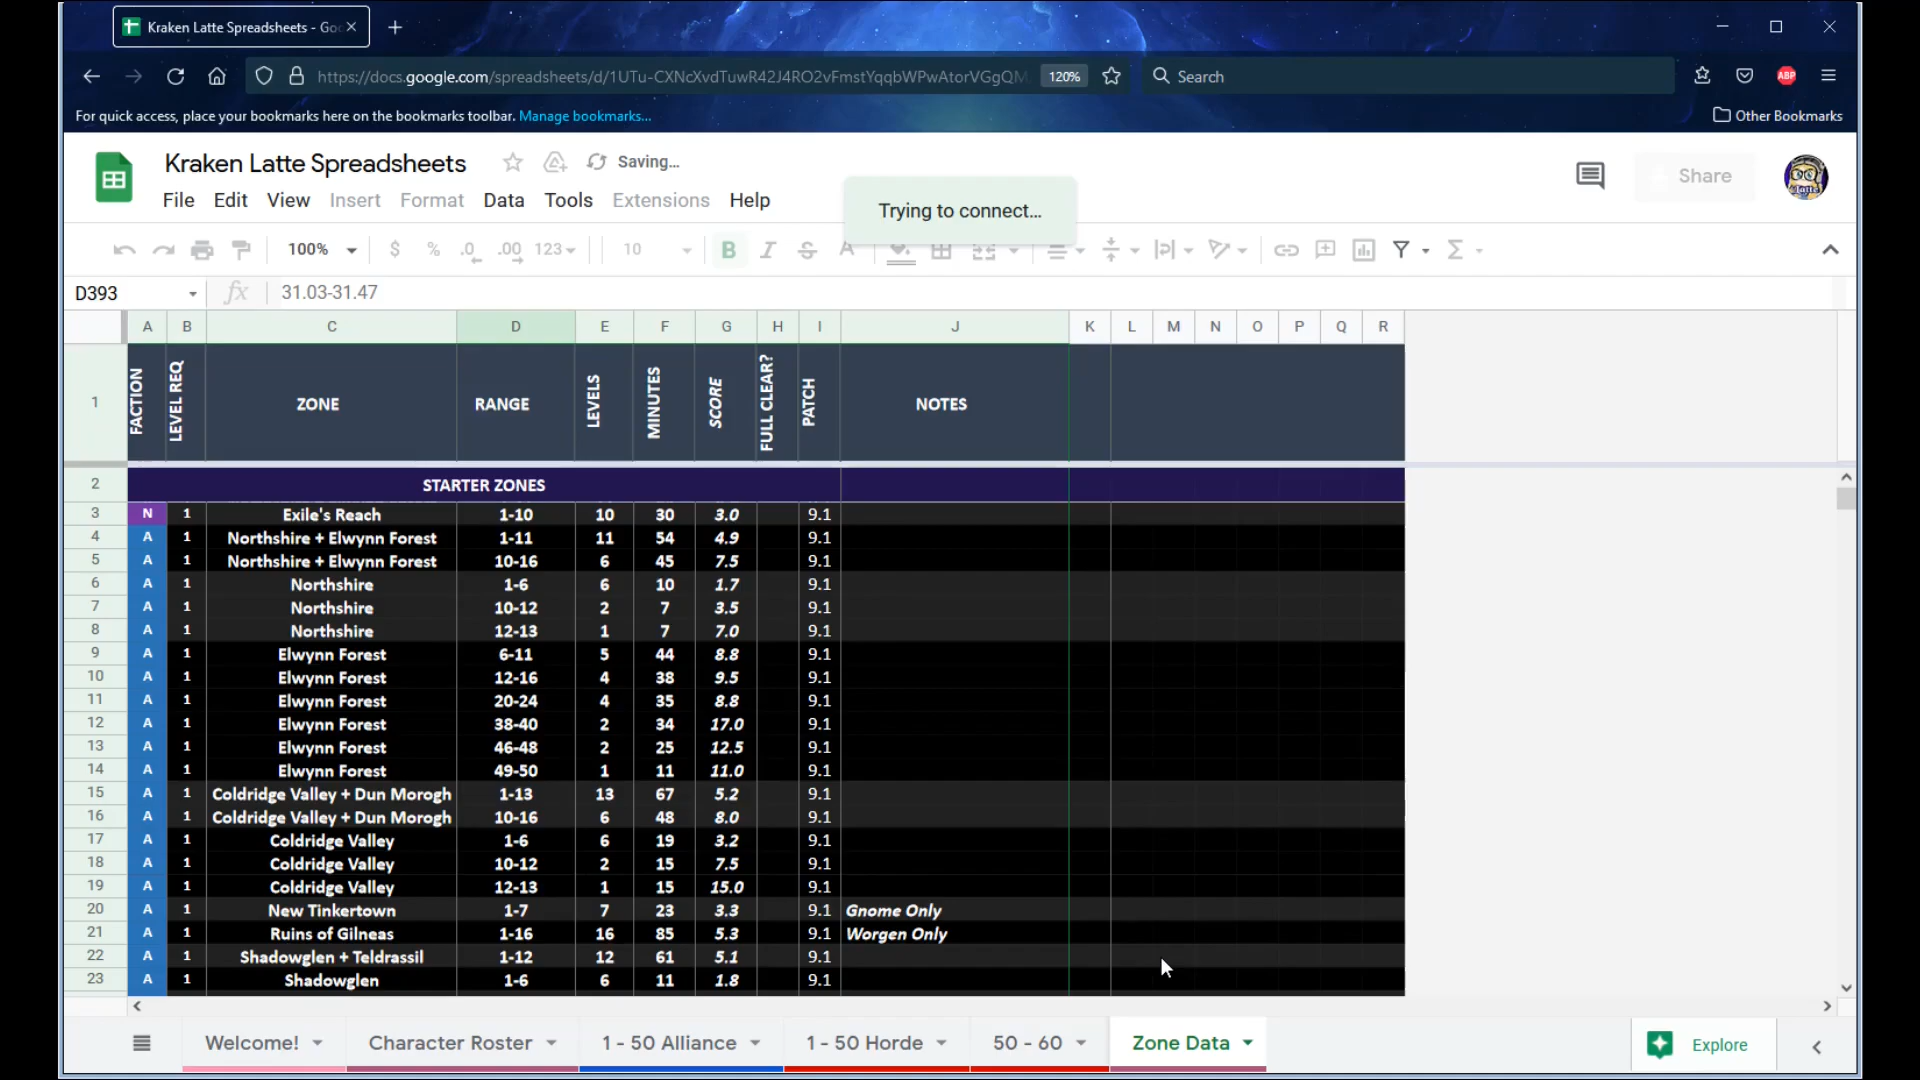 Kraken Latte Spreadsheets - Goo
https://docs.google.com/spreadsheets/d/1UTu-CXNcXvdTuwR42J4RO2vFmstYqqbWPwAtorVGgQM 120% Search ABP
For quick access, place your bookmarks here on the bookmarks toolbar. Manage bookmarks... Other Bookmarks
Kraken Latte Spreadsheets Saving...
Share
File Edit View Insert Format Data Tools Extensions Help
Trying to connect...
100% $ % .0 .00 123 10 B I S A Σ
D393 fx 31.03-31.47
A B C D E F G H I J K L M N O P Q R
1 FACTION LEVEL REQ ZONE RANGE LEVELS MINUTES SCORE FULL CLEAR? PATCH NOTES
2 STARTER ZONES
3 N 1 Exile's Reach 1-10 10 30 3.0 9.1
4 A 1 Northshire + Elwynn Forest 1-11 11 54 4.9 9.1
5 A 1 Northshire + Elwynn Forest 10-16 6 45 7.5 9.1
6 A 1 Northshire 1-6 6 10 1.7 9.1
7 A 1 Northshire 10-12 2 7 3.5 9.1
8 A 1 Northshire 12-13 1 7 7.0 9.1
9 A 1 Elwynn Forest 6-11 5 44 8.8 9.1
10 A 1 Elwynn Forest 12-16 4 38 9.5 9.1
11 A 1 Elwynn Forest 20-24 4 35 8.8 9.1
12 A 1 Elwynn Forest 38-40 2 34 17.0 9.1
13 A 1 Elwynn Forest 46-48 2 25 12.5 9.1
14 A 1 Elwynn Forest 49-50 1 11 11.0 9.1
15 A 1 Coldridge Valley + Dun Morogh 1-13 13 67 5.2 9.1
16 A 1 Coldridge Valley + Dun Morogh 10-16 6 48 8.0 9.1
17 A 1 Coldridge Valley 1-6 6 19 3.2 9.1
18 A 1 Coldridge Valley 10-12 2 15 7.5 9.1
19 A 1 Coldridge Valley 12-13 1 15 15.0 9.1
20 A 1 New Tinkertown 1-7 7 23 3.3 9.1 Gnome Only
21 A 1 Ruins of Gilneas 1-16 16 85 5.3 9.1 Worgen Only
22 A 1 Shadowglen + Teldrassil 1-12 12 61 5.1 9.1
23 A 1 Shadowglen 1-6 6 11 1.8 9.1
Welcome! Character Roster 1 - 50 Alliance 1 - 50 Horde 50 - 60 Zone Data Explore